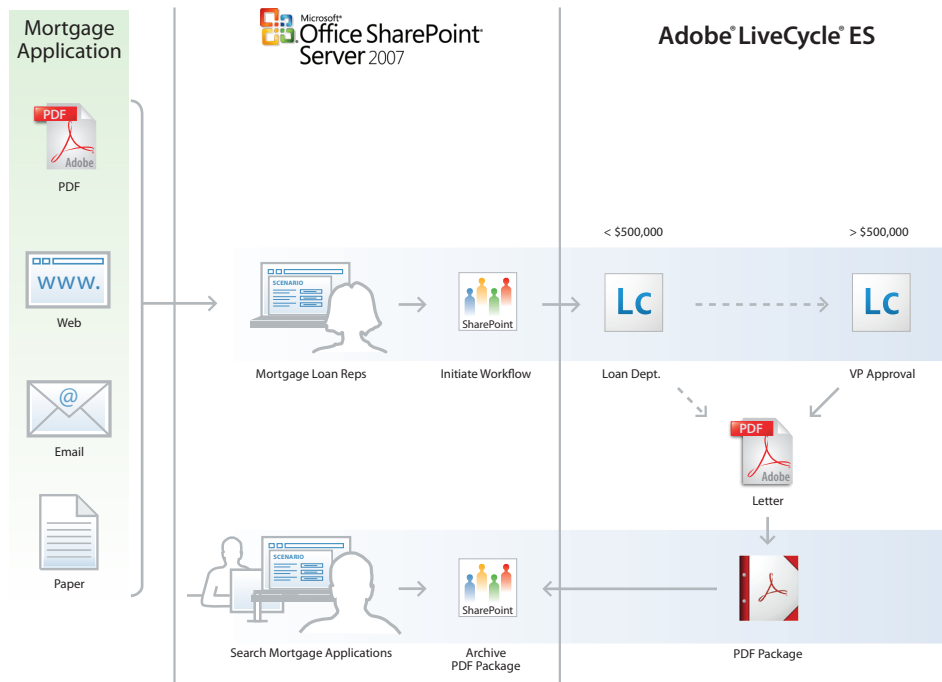 Mortgage
Application
PDF
Adobe
PDF
www.
Web
@
Email
Paper
Microsoft®
Office SharePoint®
Server 2007
Adobe® LiveCycle® ES
< $500,000
> $500,000
SCENARIO
SharePoint
Lc
Lc
Mortgage Loan Reps
Initiate Workflow
Loan Dept.
VP Approval
PDF
Adobe
Letter
SCENARIO
SharePoint
Search Mortgage Applications
Archive
PDF Package
PDF Package